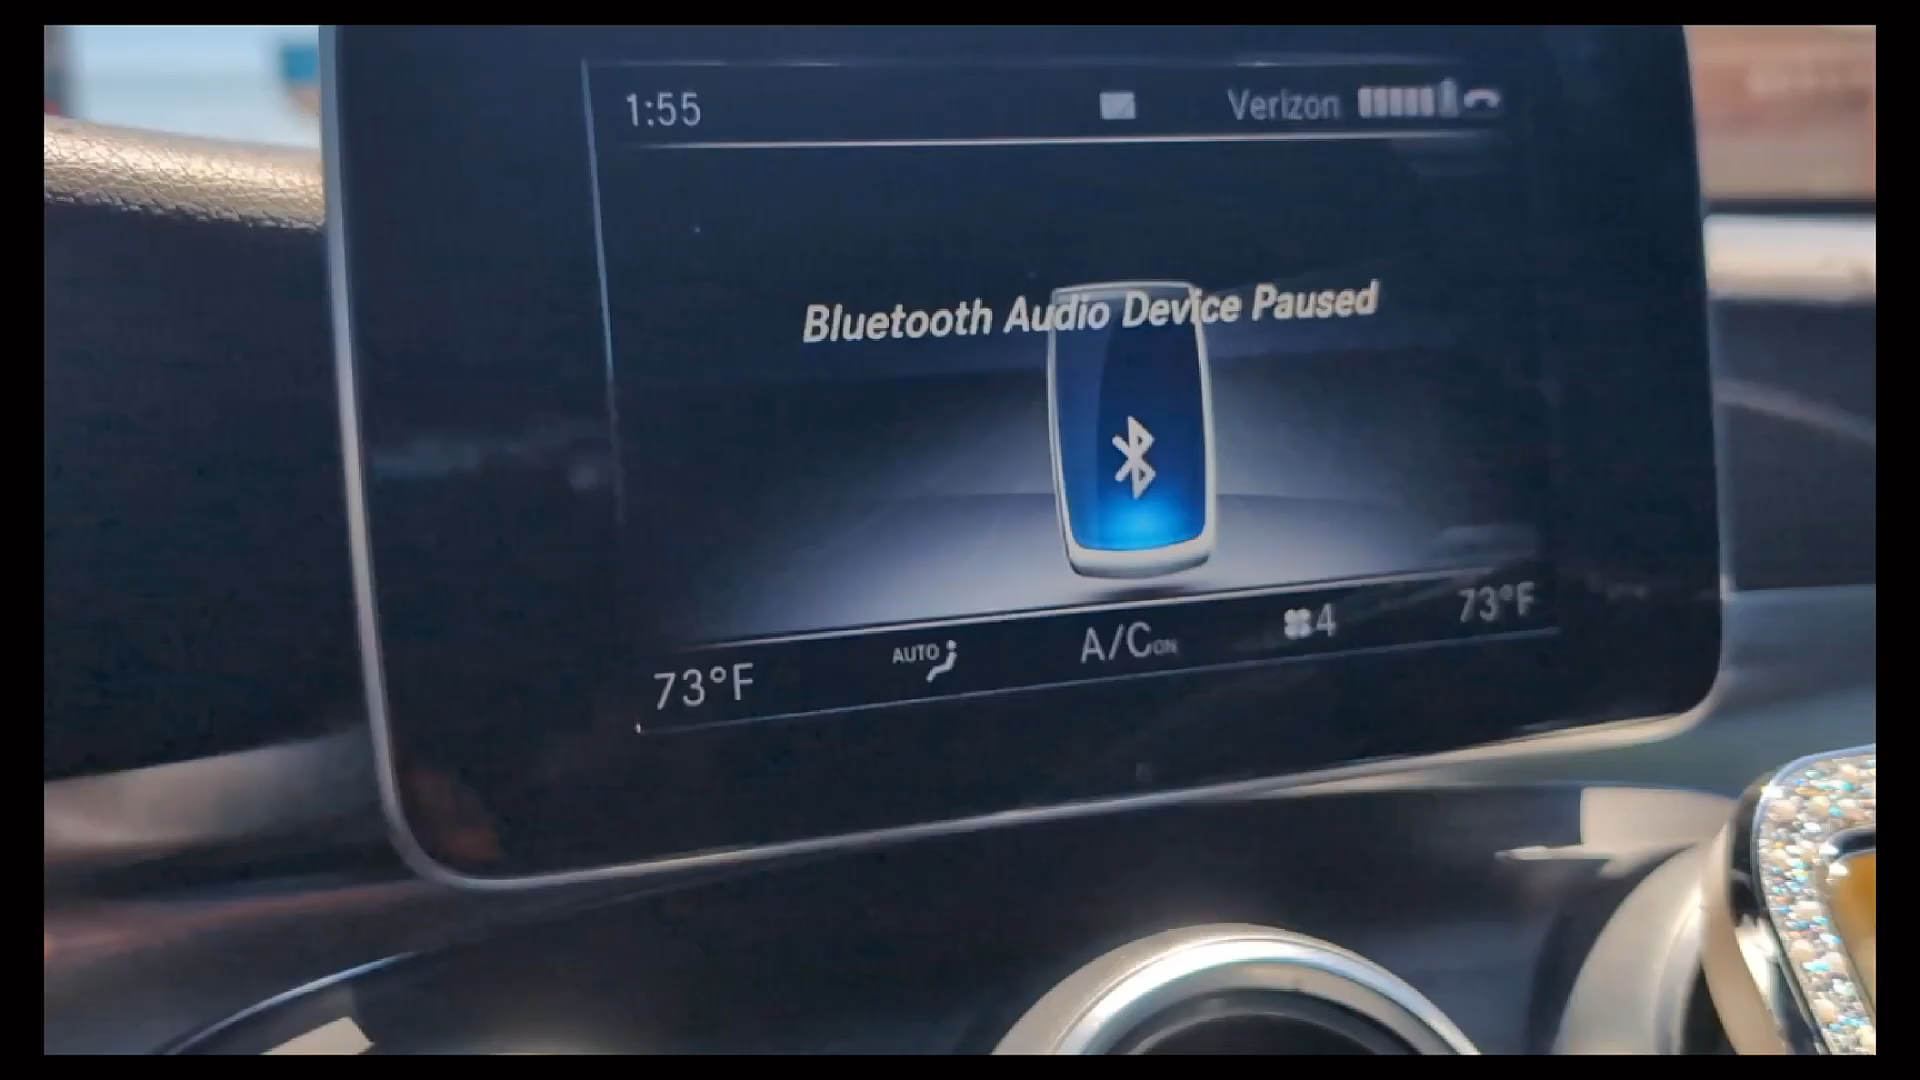 1:55 Verizon
Bluetooth Audio Device Paused
73°F AUTO A/C ON 4 73°F